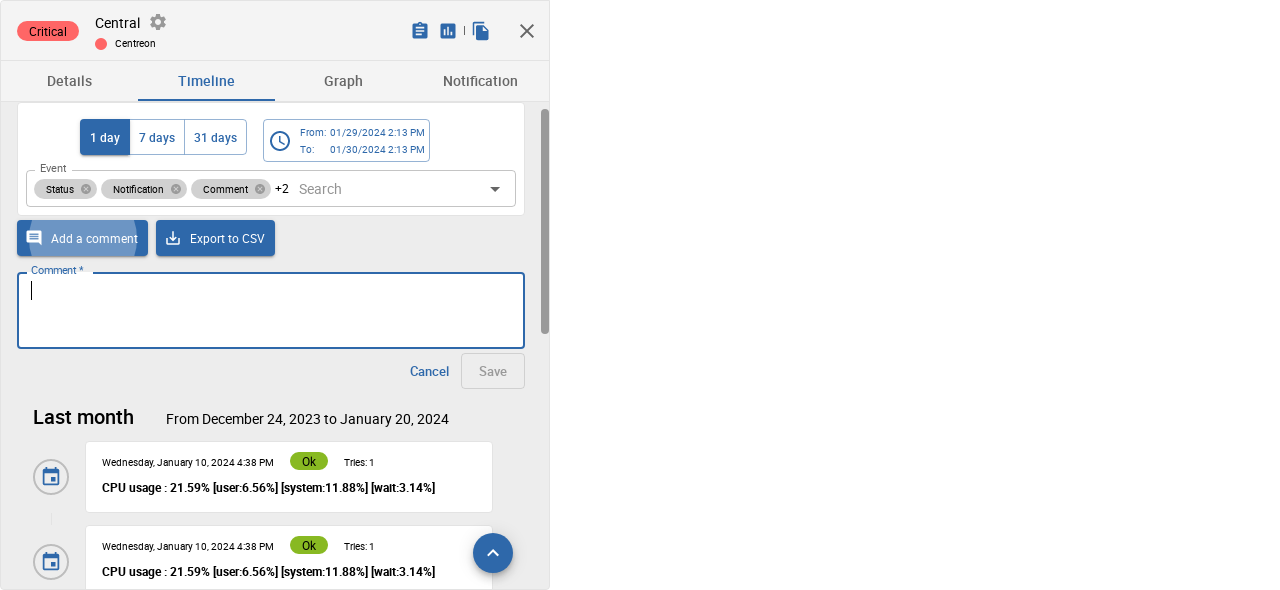 Critical
Central
Centreon
Details
Timeline
Graph
Notification
1 day
7 days
31 days
From: 01/29/2024 2:13 PM
To: 01/30/2024 2:13 PM
Event
Status
Notification
Comment
+2
Search
Add a comment
Export to CSV
Comment *
Cancel
Save
Last month
From December 24, 2023 to January 20, 2024
Wednesday, January 10, 2024 4:38 PM
Ok
Tries: 1
CPU usage : 21.59% [user:6.56%] [system:11.88%] [wait:3.14%]
Wednesday, January 10, 2024 4:38 PM
Ok
Tries: 1
CPU usage : 21.59% [user:6.56%] [system:11.88%] [wait:3.14%]